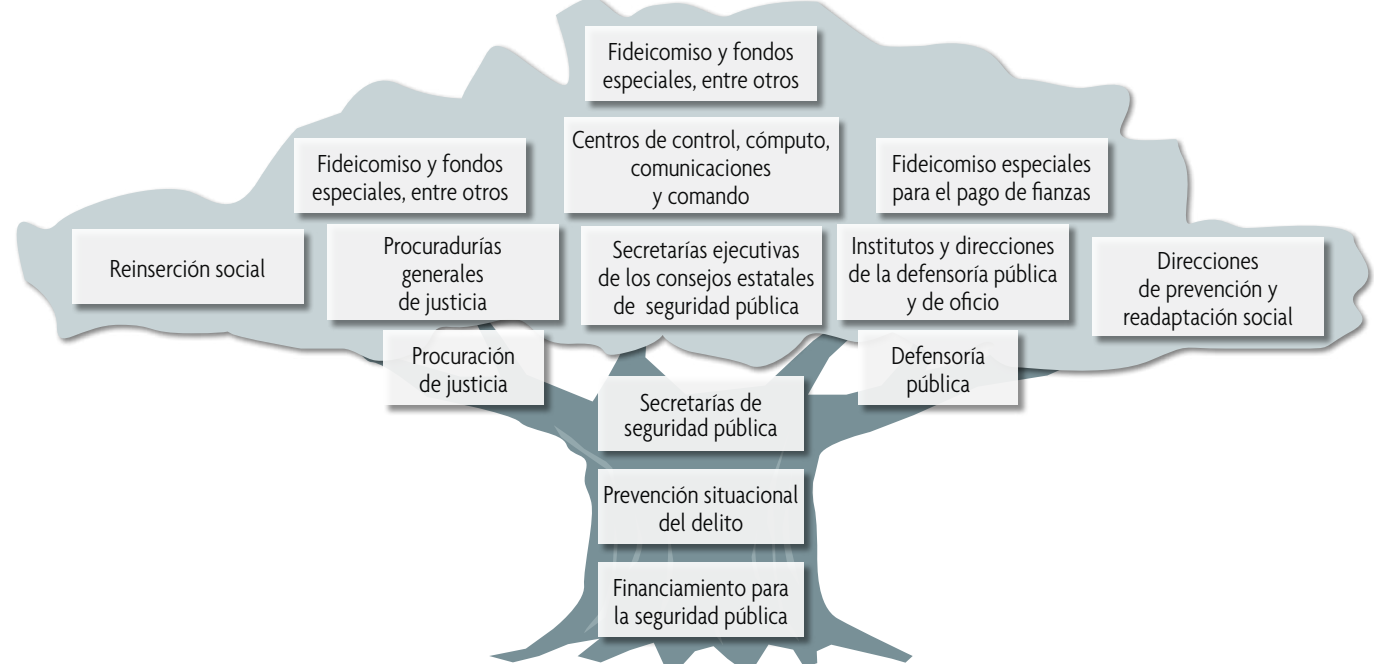 Fideicomiso y fondos
especiales, entre otros
Fideicomiso y fondos
especiales, entre otros
Centros de control, cómputo,
comunicaciones
y comando
Fideicomiso especiales
para el pago de fianzas
Reinserción social
Procuradurías
generales
de justicia
Secretarías ejecutivas
de los consejos estatales
de seguridad pública
Institutos y direcciones
de la defensoría pública
y de oficio
Direcciones
de prevención y
readaptación social
Procuración
de justicia
Defensoría
pública
Secretarías de
seguridad pública
Prevención situacional
del delito
Financiamiento para
la seguridad pública